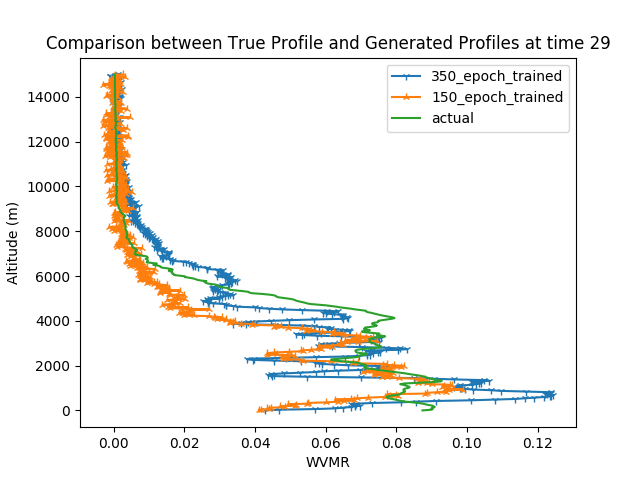 Comparison between True Profile and Generated Profiles at time 29
350_epoch_trained
150_epoch_trained
actual
Altitude (m)
14000
12000
10000
8000
6000
4000
2000
0
0.00 0.02 0.04 0.06 0.08 0.10 0.12
WVMR